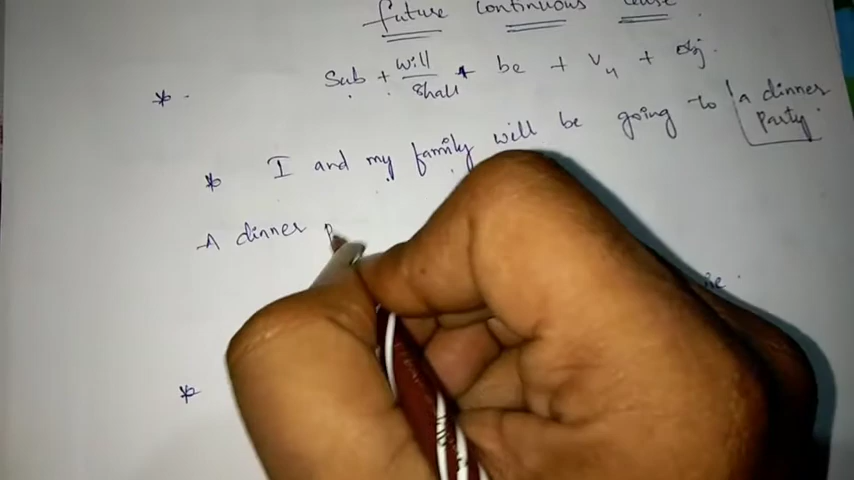 future continuous tense.
* Sub + will/shall + be + V4 + obj.
* I and my family will be going to a dinner party.
A dinner p
*